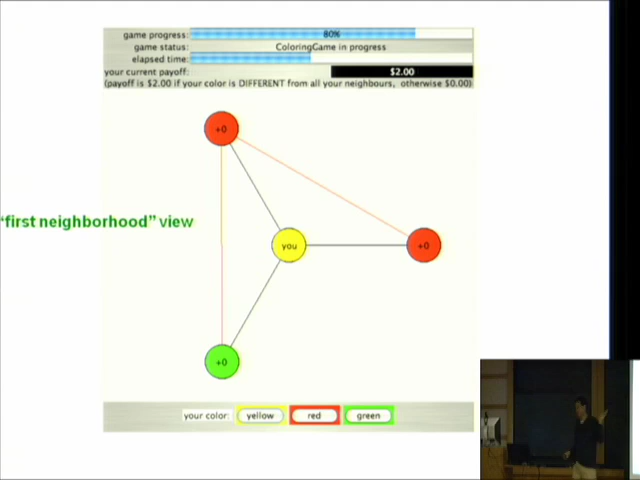 game progress: 80%
game status: ColoringGame in progress
elapsed time:
your current payoff: $2.00
(payoff is $2.00 if your color is DIFFERENT from all your neighbours, otherwise $0.00)
+0
"first neighborhood" view
you
+0
+0
your color: yellow red green